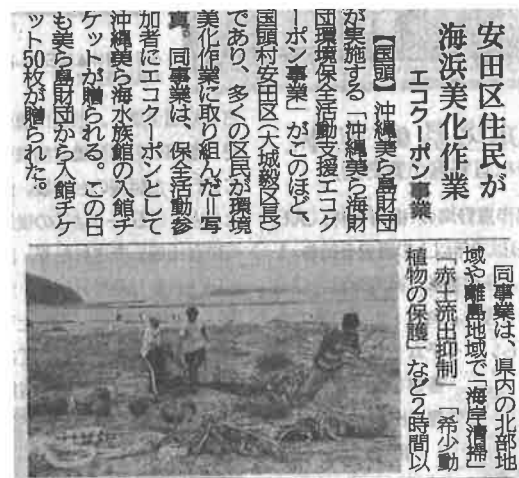 安田区住民が
海浜美化作業
エコクーポン事業
【国頭】沖縄美ら島財団
が実施する「沖縄美ら海財
団環境保全活動支援エコク
ーポン事業」がこのほど、
国頭村安田区（大城毅区長）
であり、多くの区民が環境
美化作業に取り組んだ＝写
真。同事業は、保全活動参
加者にエコクーポンとして
沖縄美ら海水族館の入館チ
ケットが贈られる。この日
も美ら島財団から入館チケ
ット50枚が贈られた。
同事業は、県内の北部地
域や離島地域で「海岸清掃」
「赤土流出抑制」「希少動
植物の保護」など２時間以